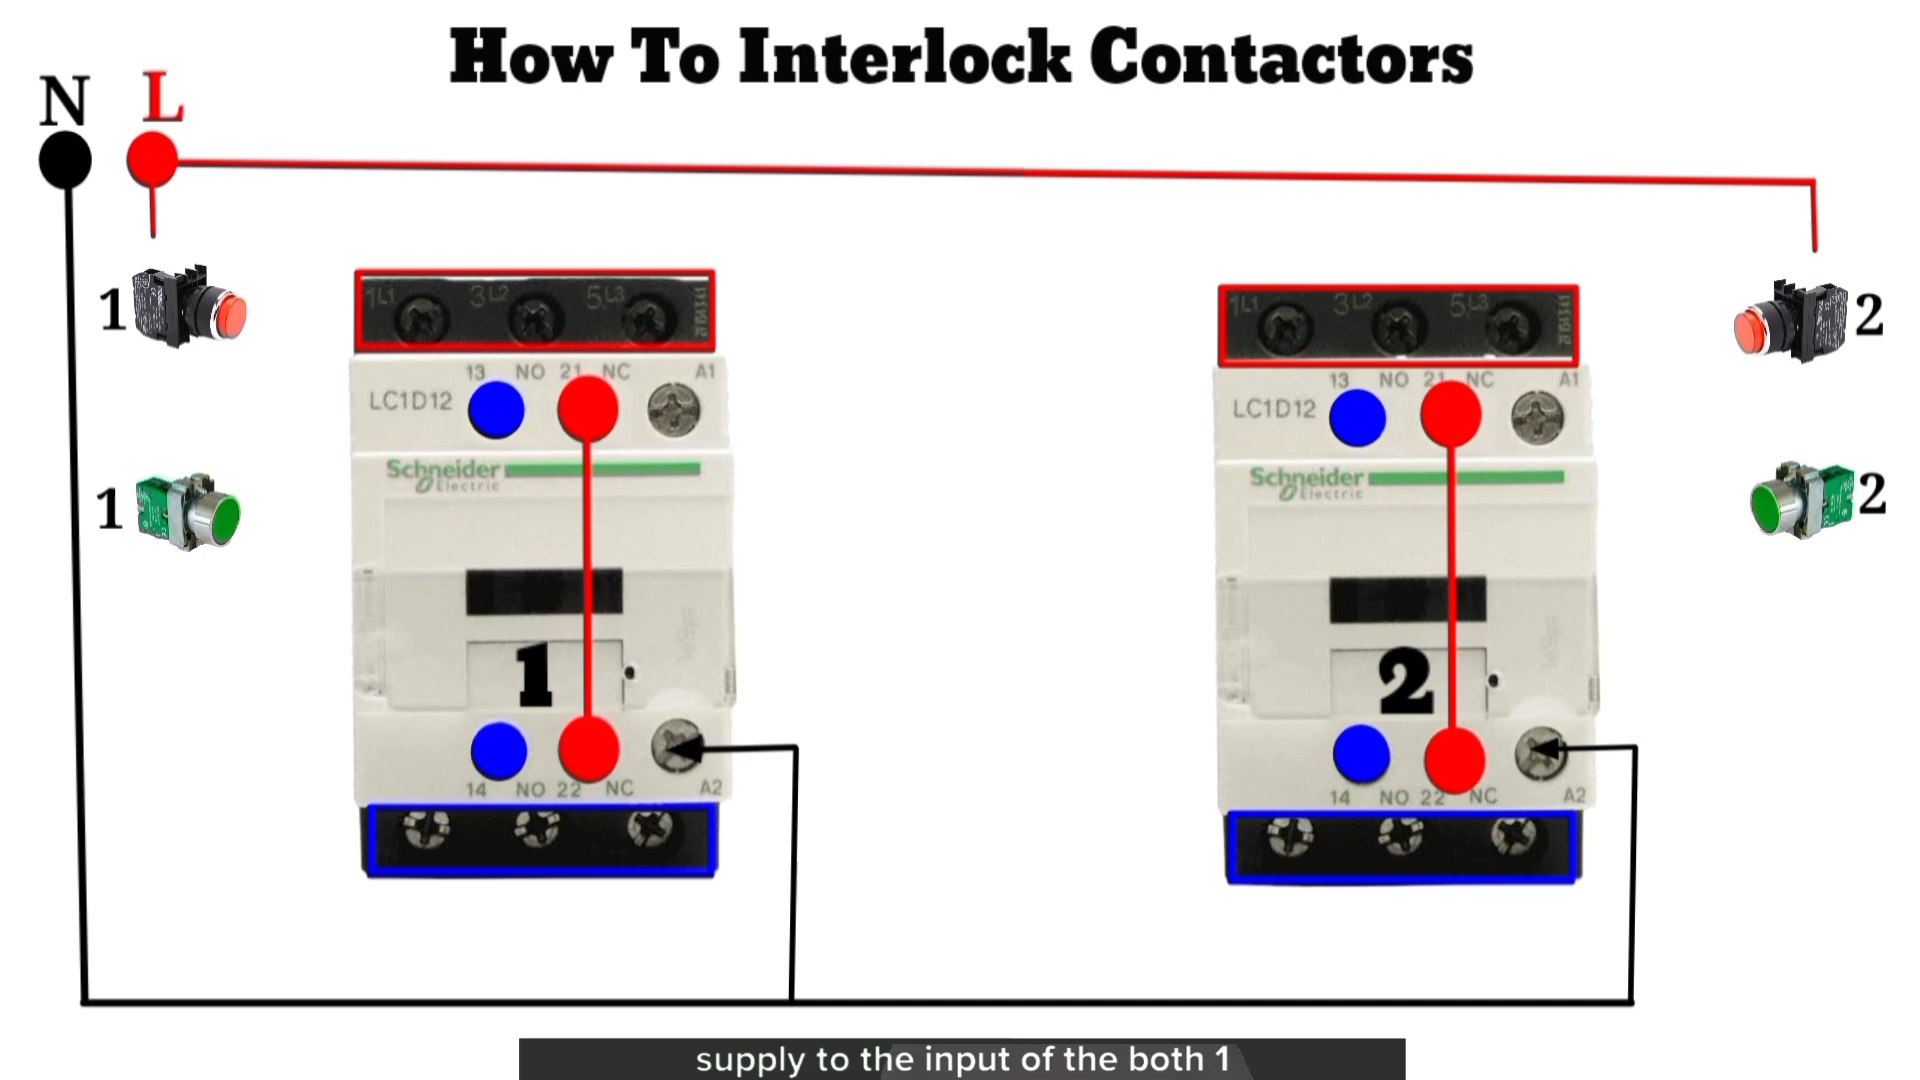 How To Interlock Contactors
N L
1
2
1L1 3L2 5L3
13 NO 21 NC A1
LC1D12
Schneider
Electric
1
1
14 NO 22 NC A2
1L1 3L2 5L3
13 NO 21 NC A1
LC1D12
Schneider
Electric
2
2
14 NO 22 NC A2
supply to the input of the both 1